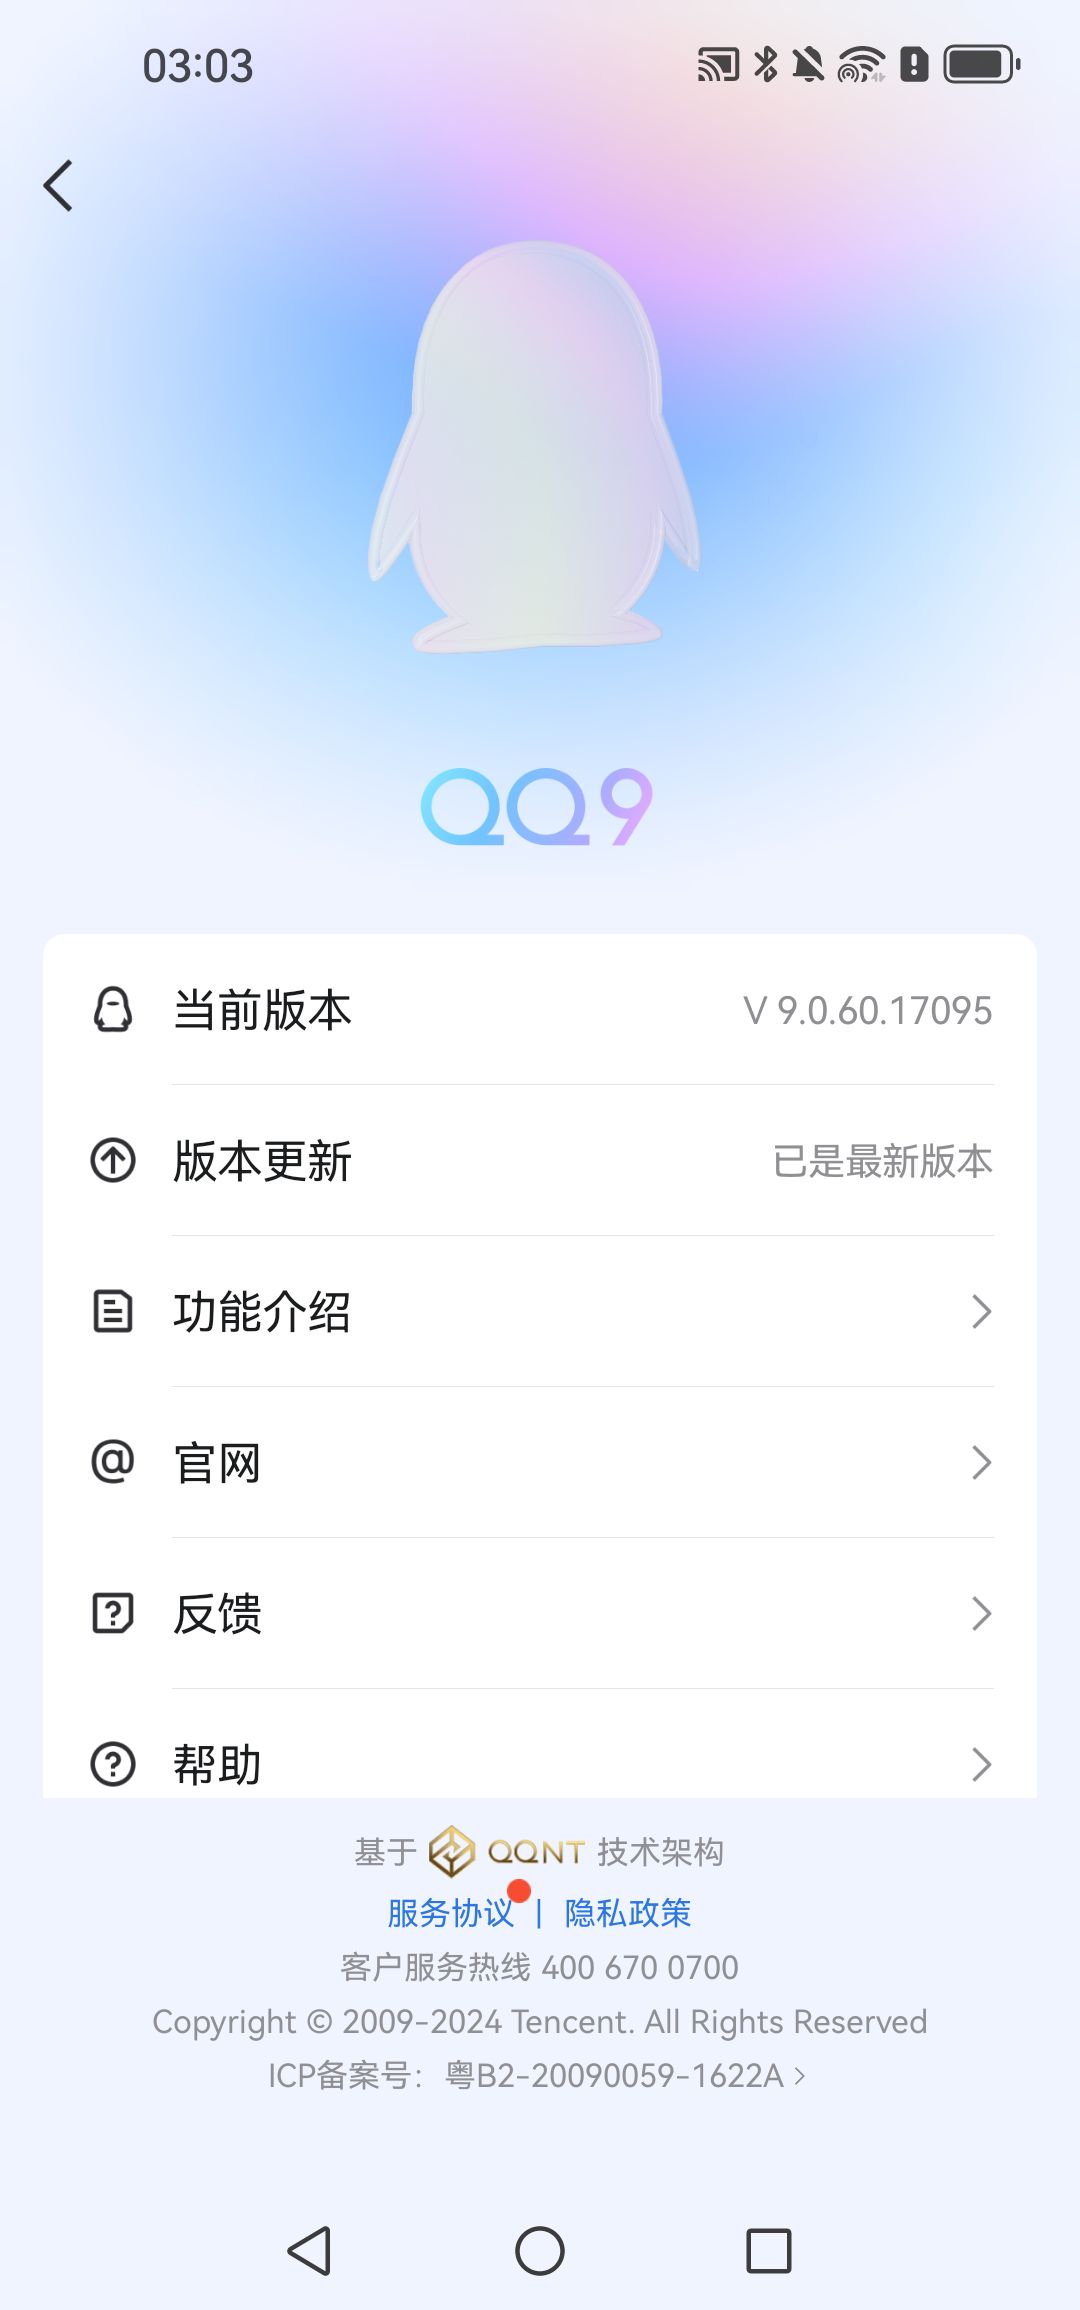 03:03
QQ9
当前版本 V 9.0.60.17095
版本更新 已是最新版本
功能介绍
@ 官网
反馈
帮助
基于 QQNT 技术架构
服务协议 | 隐私政策
客户服务热线 400 670 0700
Copyright © 2009-2024 Tencent. All Rights Reserved
ICP备案号：粤B2-20090059-1622A >